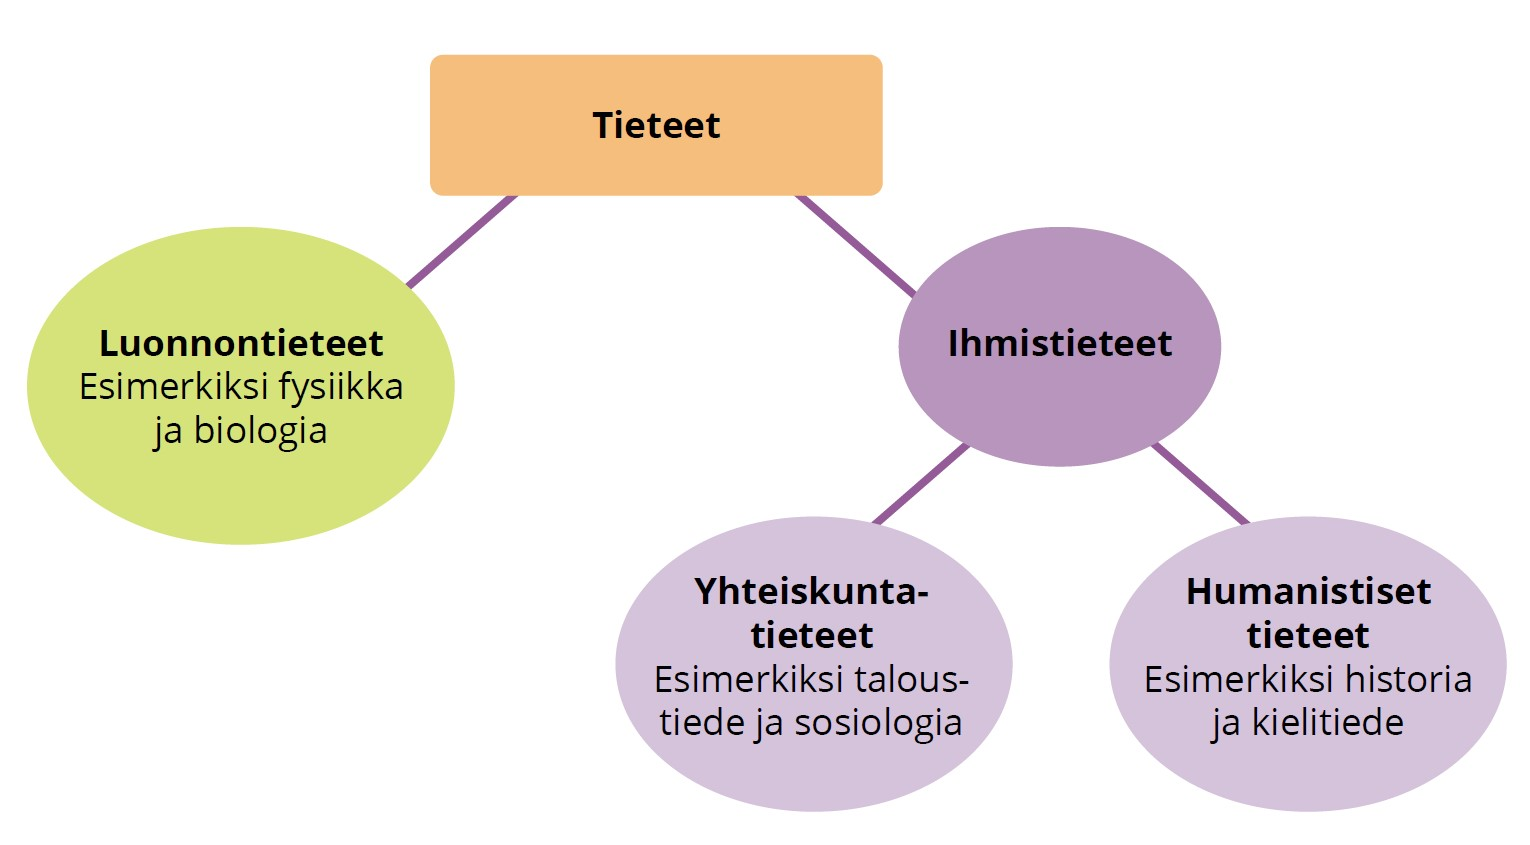 Tieteet
Luonnontieteet
Esimerkiksi fysiikka
ja biologia
Ihmistieteet
Yhteiskunta-
tieteet
Esimerkiksi talous-
tiede ja sosiologia
Humanistiset
tieteet
Esimerkiksi historia
ja kielitiede